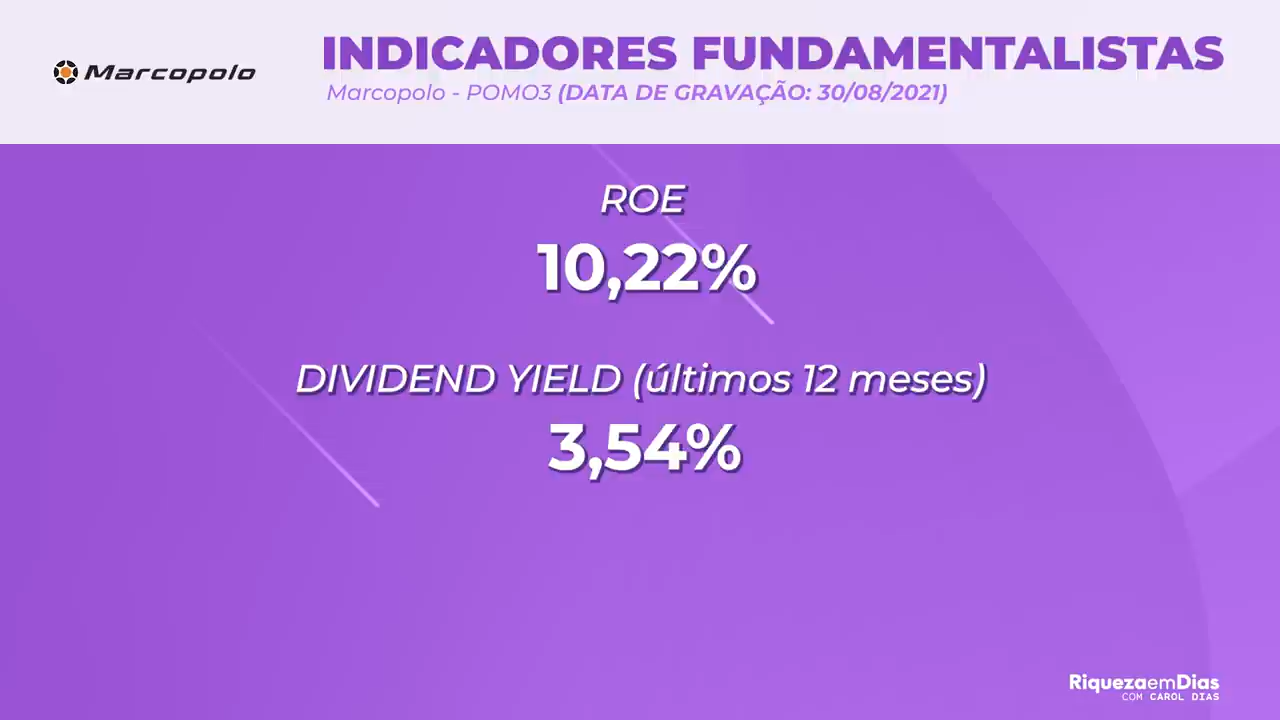 Marcopolo
INDICADORES FUNDAMENTALISTAS
Marcopolo - POMO3 (DATA DE GRAVAÇÃO: 30/08/2021)
ROE
10,22%
DIVIDEND YIELD (últimos 12 meses)
3,54%
RiquezaemDias
COM CAROL DIAS